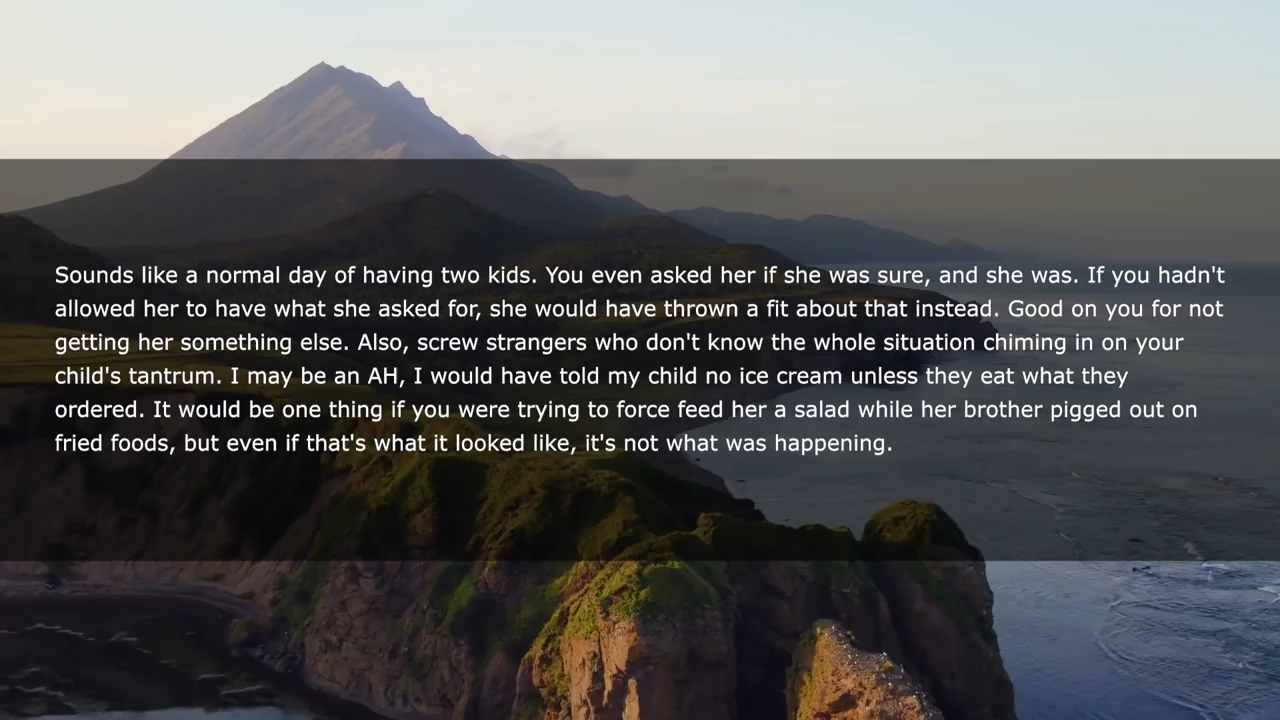 Sounds like a normal day of having two kids. You even asked her if she was sure, and she was. If you hadn't
allowed her to have what she asked for, she would have thrown a fit about that instead. Good on you for not
getting her something else. Also, screw strangers who don't know the whole situation chiming in on your
child's tantrum. I may be an AH, I would have told my child no ice cream unless they eat what they
ordered. It would be one thing if you were trying to force feed her a salad while her brother pigged out on
fried foods, but even if that's what it looked like, it's not what was happening.